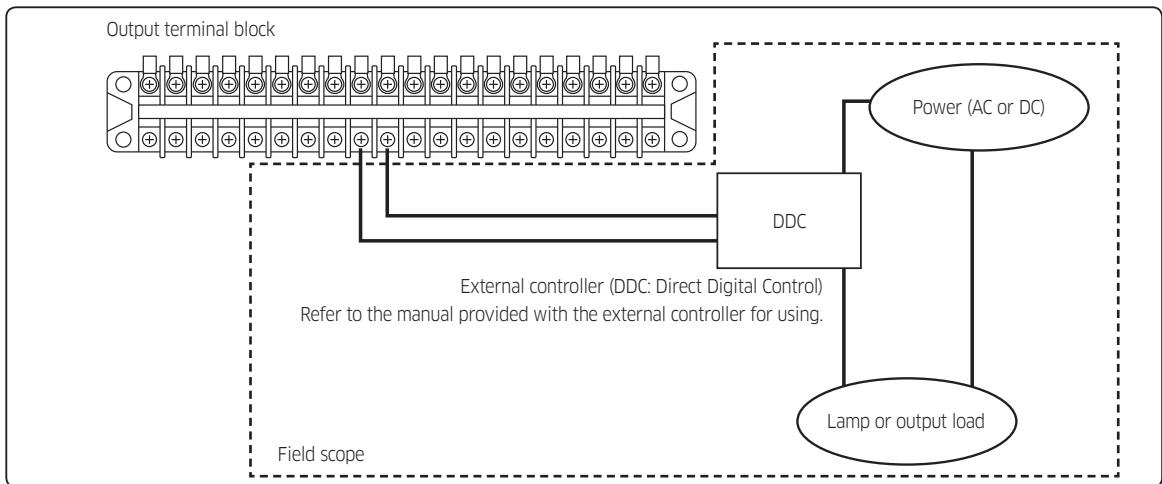 Output terminal block
Power (AC or DC)
DDC
External controller (DDC: Direct Digital Control)
Refer to the manual provided with the external controller for using.
Lamp or output load
Field scope